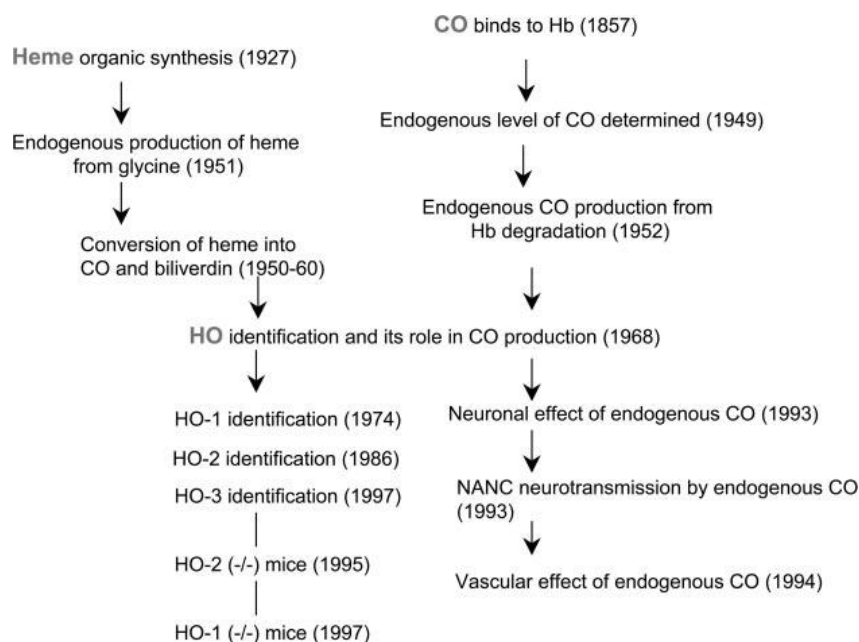 CO binds to Hb (1857)
Heme organic synthesis (1927)
Endogenous level of CO determined (1949)
Endogenous production of heme
from glycine (1951)
Endogenous CO production from
Hb degradation (1952)
Conversion of heme into
CO and biliverdin (1950-60)
HO identification and its role in CO production (1968)
HO-1 identification (1974)
HO-2 identification (1986)
HO-3 identification (1997)
HO-2 (-/-) mice (1995)
HO-1 (-/-) mice (1997)
Neuronal effect of endogenous CO (1993)
NANC neurotransmission by endogenous CO
(1993)
Vascular effect of endogenous CO (1994)